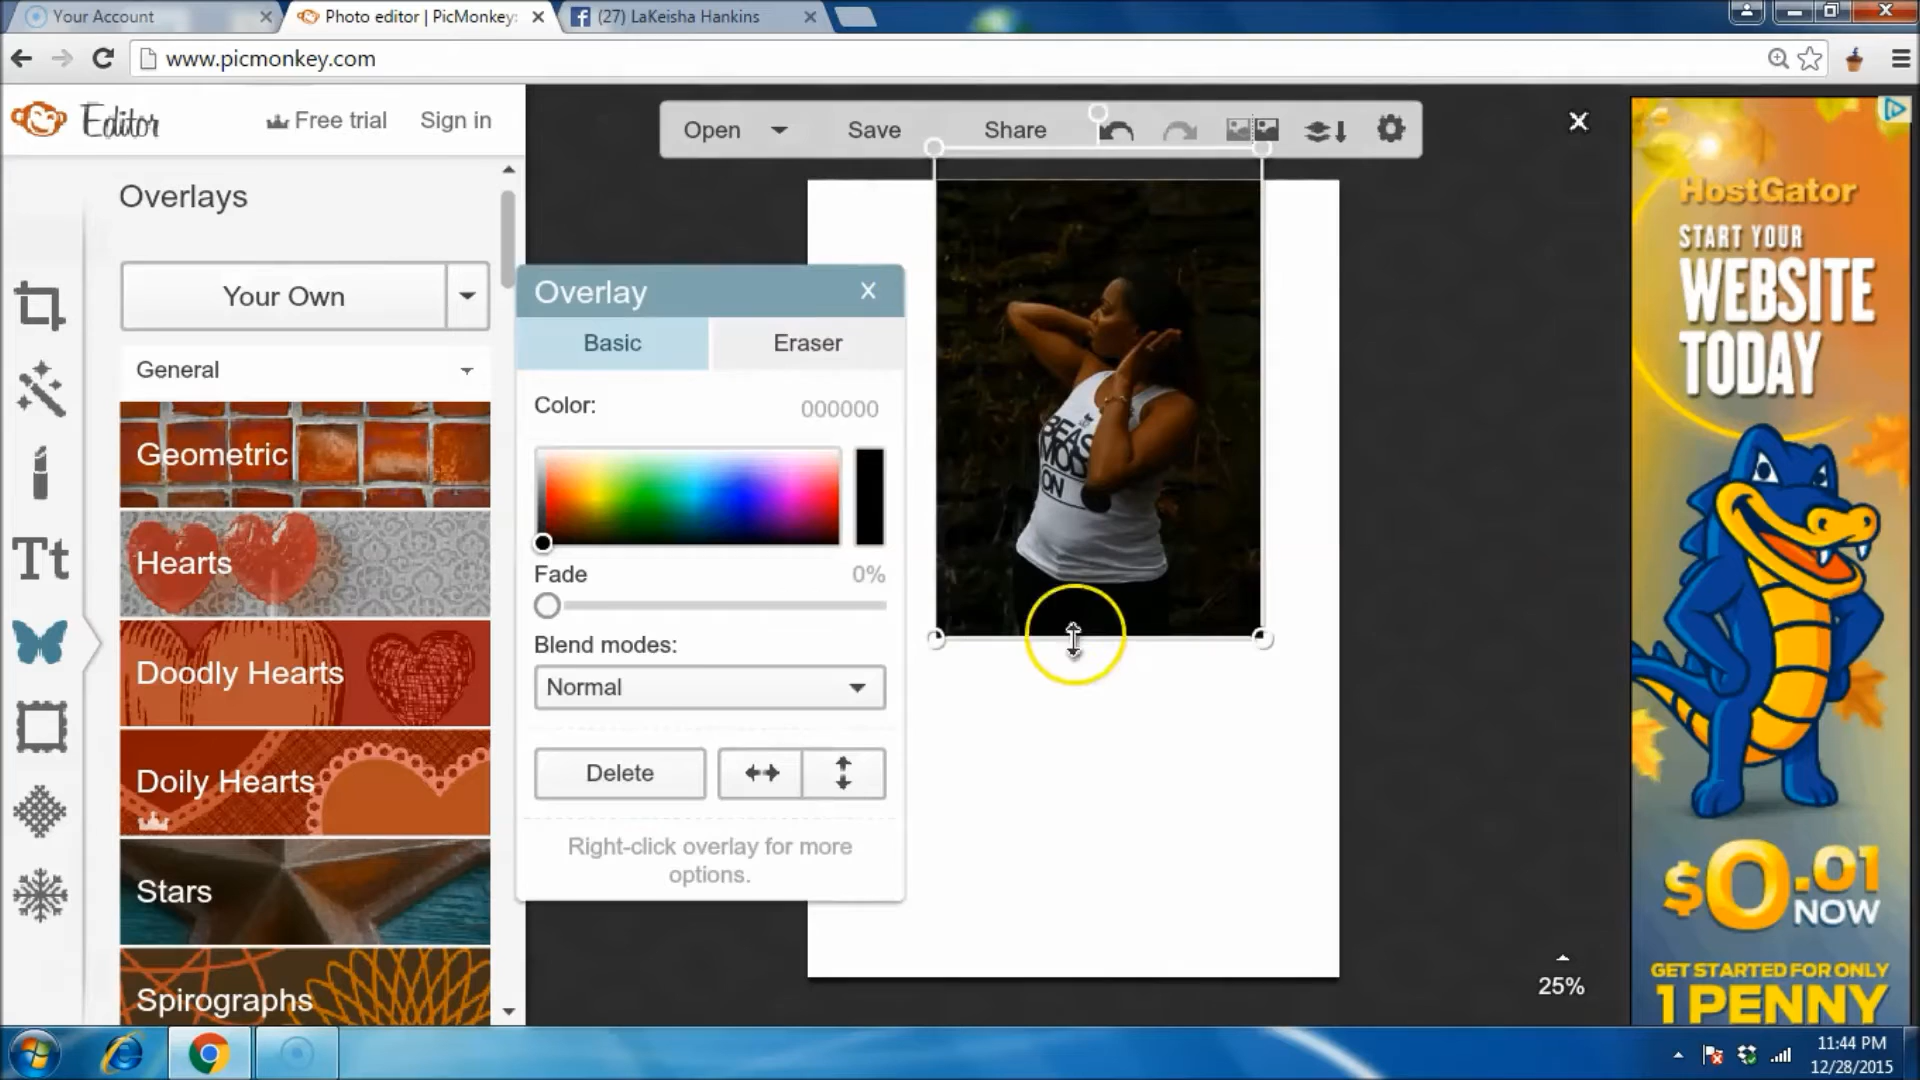 Your Account
Photo editor | PicMonkey:
(27) LaKeisha Hankins
www.picmonkey.com
Editor
Free trial
Sign in
Open
Save
Share
Overlays
Your Own
General
Geometric
Hearts
Doodly Hearts
Doily Hearts
Stars
Spirographs
Overlay
X
Basic
Eraser
Color:
000000
Fade
0%
Blend modes:
Normal
Delete
Right-click overlay for more
options.
BEAST
MODE
ON
25%
HostGator
START YOUR
WEBSITE
TODAY
$0.01
NOW
GET STARTED FOR ONLY
1 PENNY
11:44 PM
12/28/2015